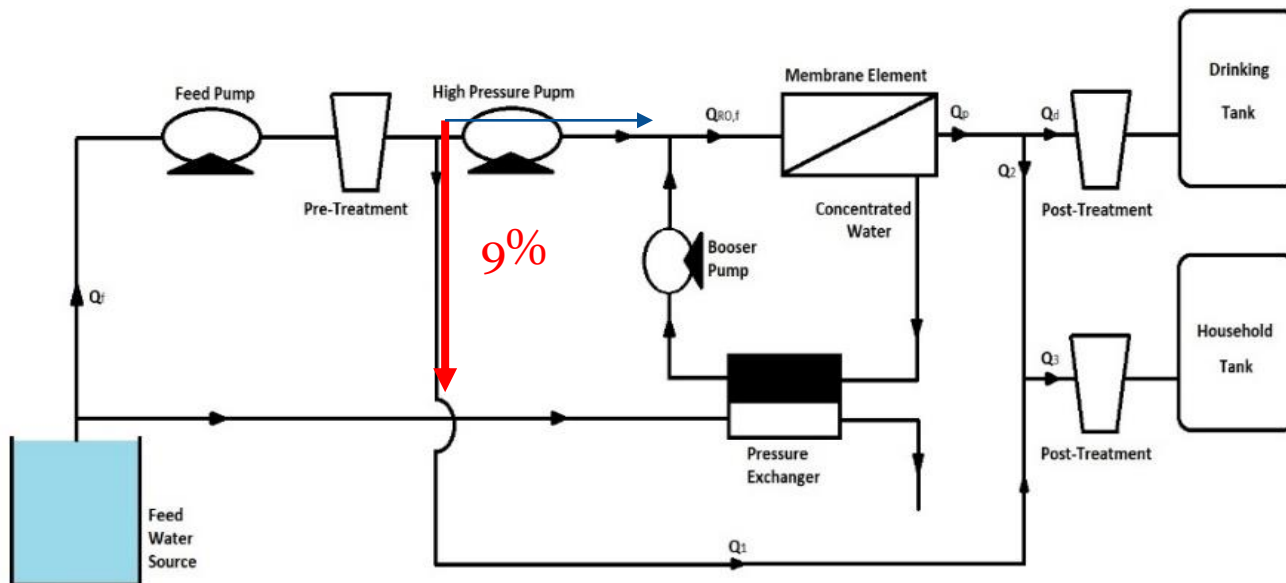 Feed Pump
Pre-Treatment
High Pressure Pupm
9%
QRO,f
Membrane Element
Qp
Qd
Q2
Drinking
Tank
Post-Treatment
Concentrated
Water
Booser
Pump
Qf
Pressure
Exchanger
Q3
Household
Tank
Post-Treatment
Q1
Feed
Water
Source